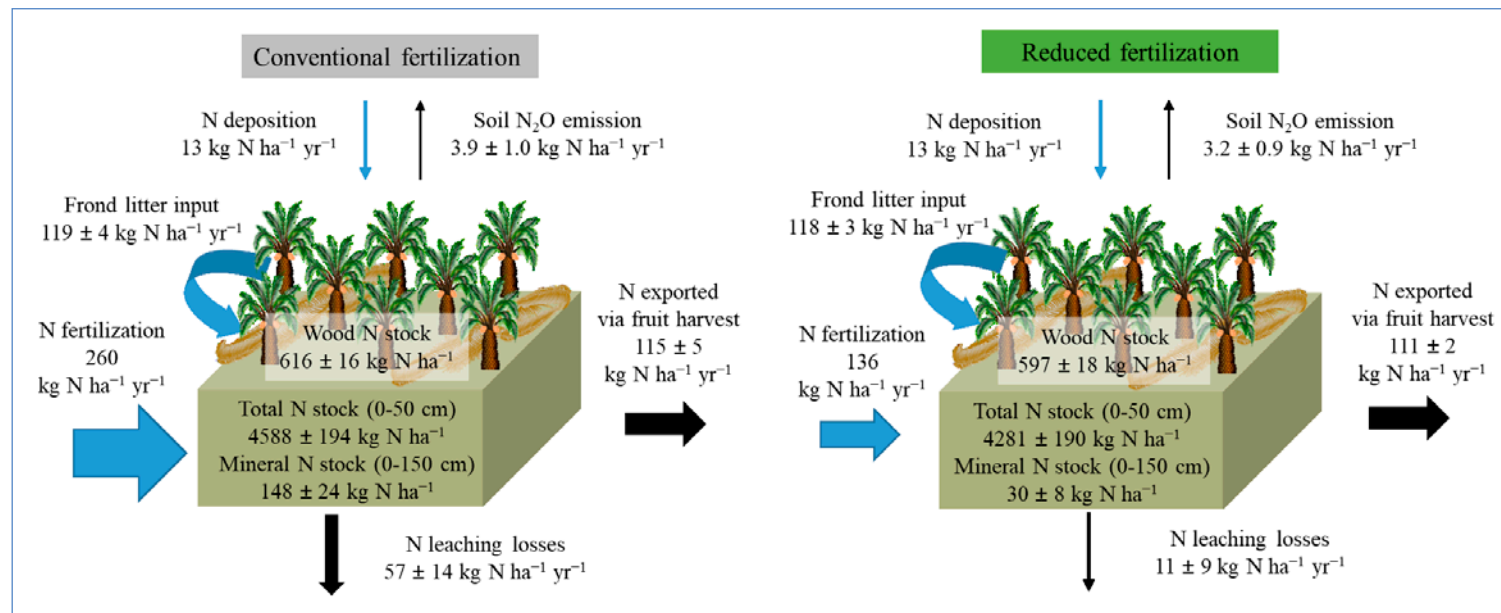 Conventional fertilization
N deposition
13 kg N ha⁻¹ yr⁻¹
Soil N₂O emission
3.9 ± 1.0 kg N ha⁻¹ yr⁻¹
Frond litter input
119 ± 4 kg N ha⁻¹ yr⁻¹
N fertilization
260
kg N ha⁻¹ yr⁻¹
Wood N stock
616 ± 16 kg N ha⁻¹
N exported
via fruit harvest
115 ± 5
kg N ha⁻¹ yr⁻¹
Total N stock (0-50 cm)
4588 ± 194 kg N ha⁻¹
Mineral N stock (0-150 cm)
148 ± 24 kg N ha⁻¹
N leaching losses
57 ± 14 kg N ha⁻¹ yr⁻¹
Reduced fertilization
N deposition
13 kg N ha⁻¹ yr⁻¹
Soil N₂O emission
3.2 ± 0.9 kg N ha⁻¹ yr⁻¹
Frond litter input
118 ± 3 kg N ha⁻¹ yr⁻¹
N fertilization
136
kg N ha⁻¹ yr⁻¹
Wood N stock
597 ± 18 kg N ha⁻¹
N exported
via fruit harvest
111 ± 2
kg N ha⁻¹ yr⁻¹
Total N stock (0-50 cm)
4281 ± 190 kg N ha⁻¹
Mineral N stock (0-150 cm)
30 ± 8 kg N ha⁻¹
N leaching losses
11 ± 9 kg N ha⁻¹ yr⁻¹